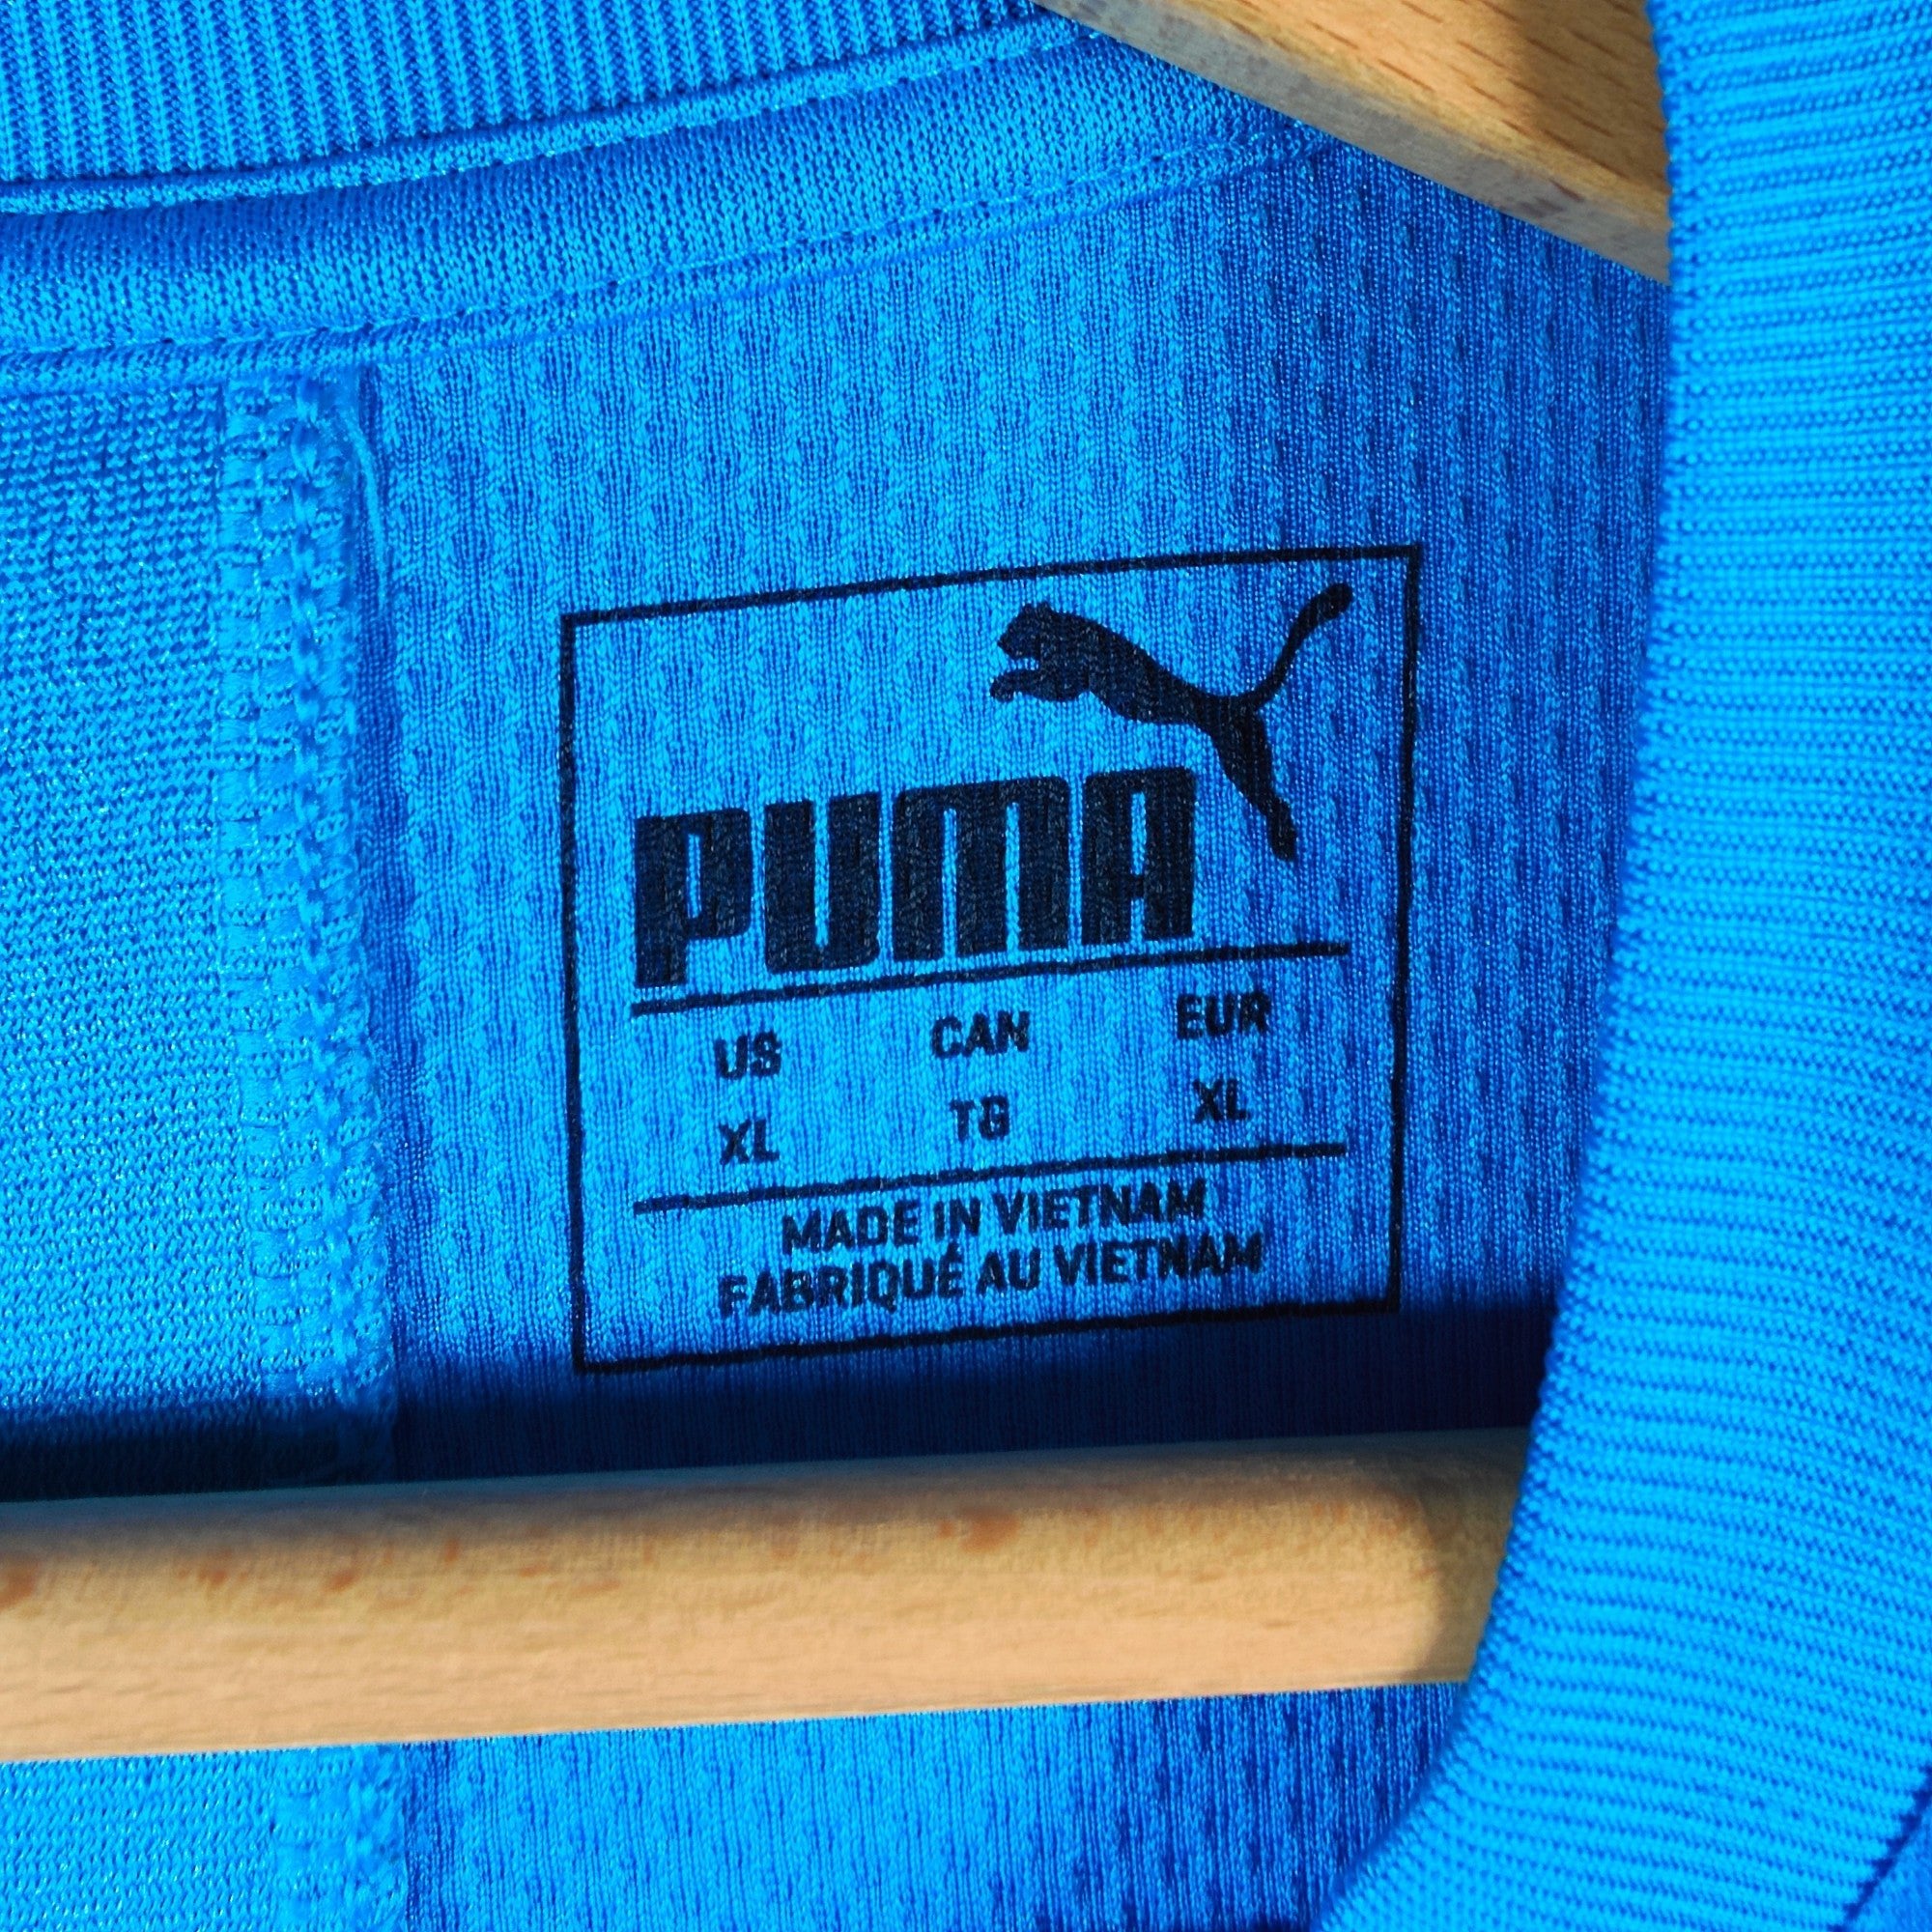 PUMA
US CAN EUR
XL TG XL
MADE IN VIETNAM
FABRIQUÉ AU VIETNAM